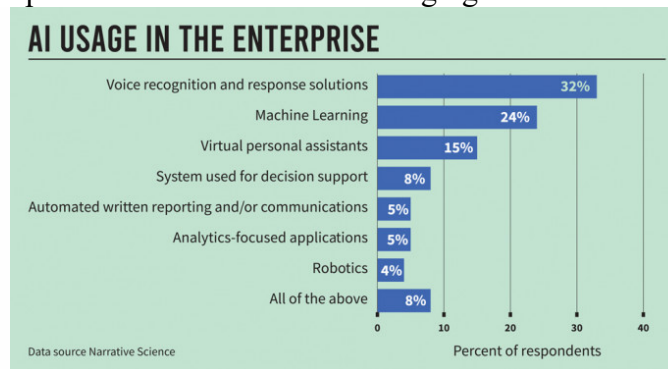 AI USAGE IN THE ENTERPRISE
Voice recognition and response solutions 32%
Machine Learning 24%
Virtual personal assistants 15%
System used for decision support 8%
Automated written reporting and/or communications 5%
Analytics-focused applications 5%
Robotics 4%
All of the above 8%
0 10 20 30 40
Data source Narrative Science Percent of respondents